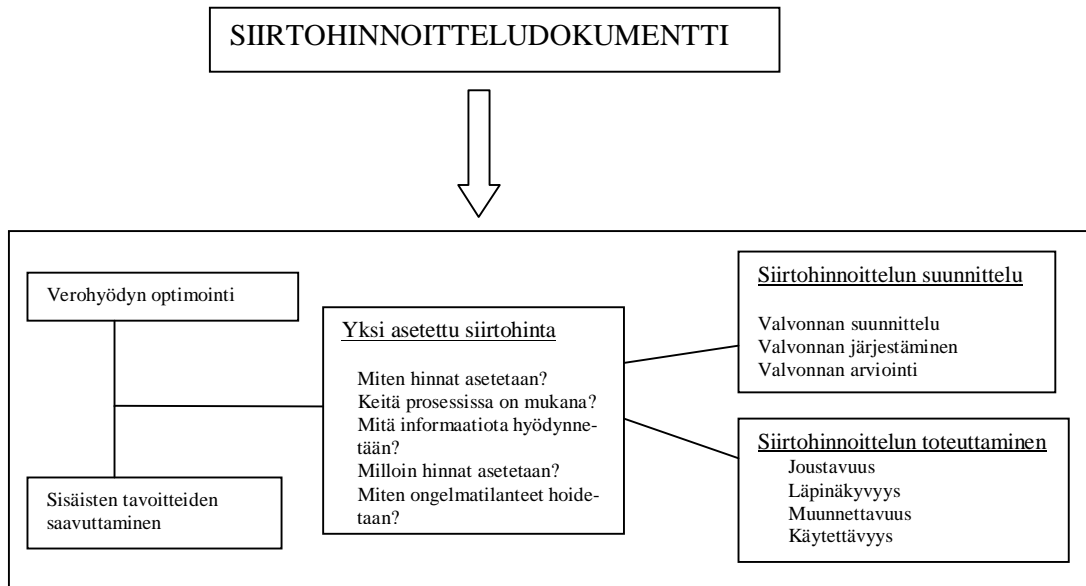 SIIRTOHINNOITTELUDOKUMENTTI
Verohyödyn optimointi
Sisäisten tavoitteiden
saavuttaminen
Yksi asetettu siirtohinta
Miten hinnat asetetaan?
Keitä prosessissa on mukana?
Mitä informaatiota hyödynne-
tään?
Milloin hinnat asetetaan?
Miten ongelmatilanteet hoide-
taan?
Siirtohinnoittelun suunnittelu
Valvonnan suunnittelu
Valvonnan järjestäminen
Valvonnan arviointi
Siirtohinnoittelun toteuttaminen
Joustavuus
Läpinäkyvyys
Muunnettavuus
Käytettävyys